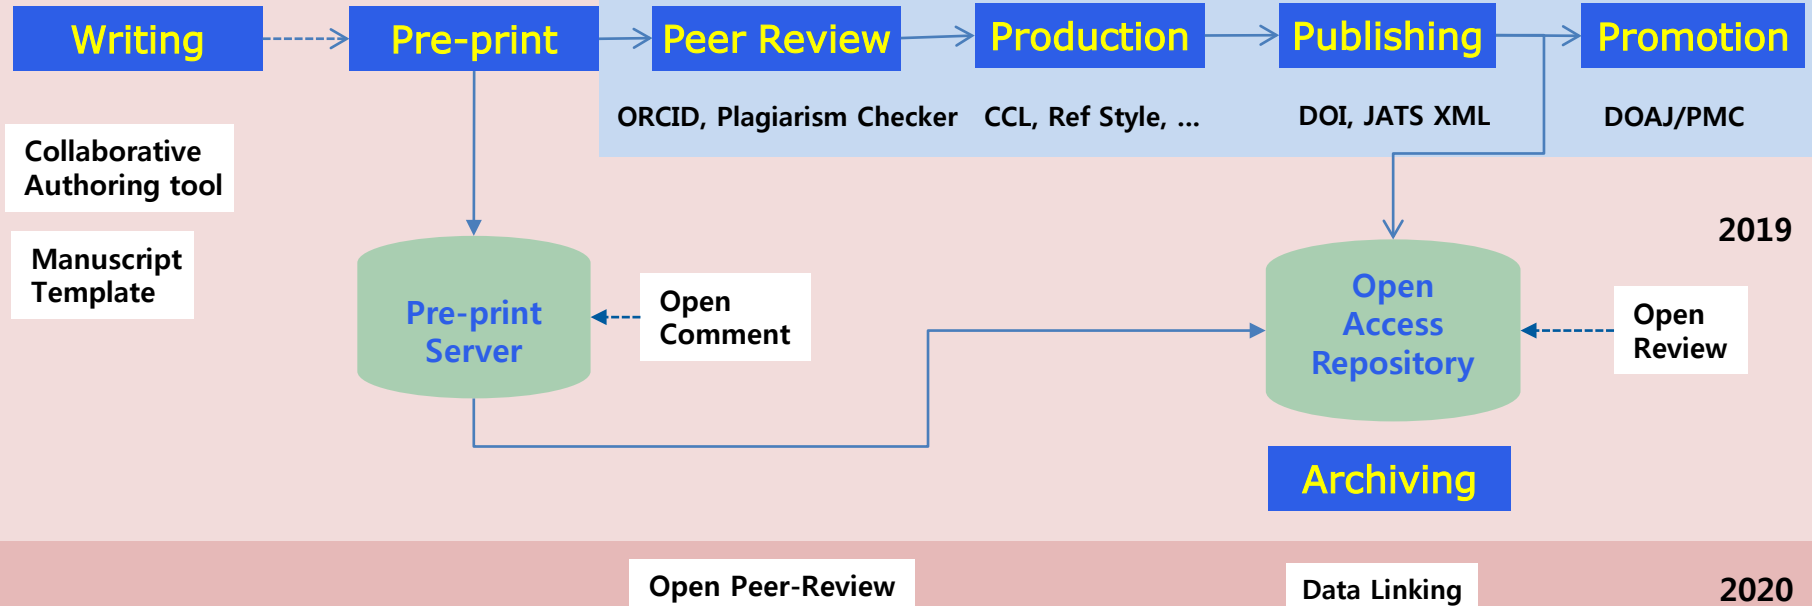 Writing
Pre-print
Peer Review
Production
Publishing
Promotion
ORCID, Plagiarism Checker
CCL, Ref Style, ...
DOI, JATS XML
DOAJ/PMC
Collaborative
Authoring tool
Manuscript
Template
2019
Pre-print
Server
Open
Comment
Open
Access
Repository
Open
Review
Archiving
Open Peer-Review
Data Linking
2020